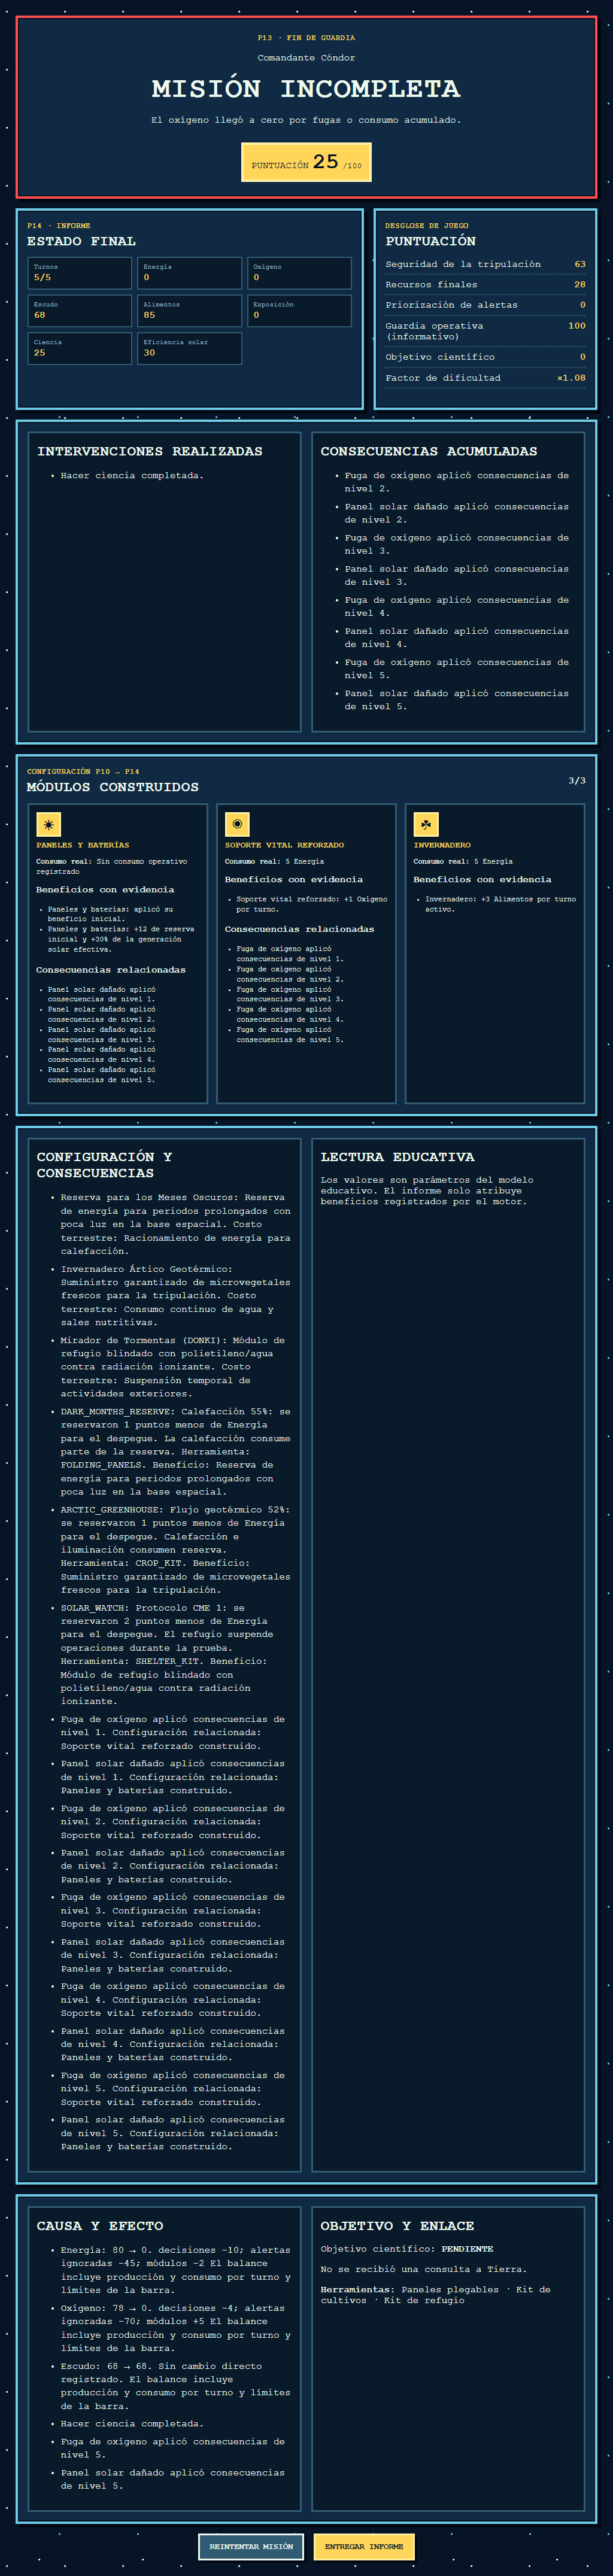 P13 · FIN DE GUARDIA
Comandante Cóndor
MISIÓN INCOMPLETA
El oxígeno llegó a cero por fugas o consumo acumulado.
PUNTUACIÓN 25 /100
P14 · INFORME
ESTADO FINAL
Turnos
5/5
Energía
0
Oxígeno
0
Escudo
68
Alimentos
85
Exposición
0
Ciencia
25
Eficiencia solar
30
DESGLOSE DE JUEGO
PUNTUACIÓN
Seguridad de la tripulación 63
Recursos finales 28
Priorización de alertas 0
Guardia operativa 100
(informativo)
Objetivo científico 0
Factor de dificultad ×1.08
INTERVENCIONES REALIZADAS
• Hacer ciencia completada.
CONSECUENCIAS ACUMULADAS
• Fuga de oxígeno aplicó consecuencias de
nivel 2.
• Panel solar dañado aplicó consecuencias
de nivel 2.
• Fuga de oxígeno aplicó consecuencias de
nivel 3.
• Panel solar dañado aplicó consecuencias
de nivel 3.
• Fuga de oxígeno aplicó consecuencias de
nivel 4.
• Panel solar dañado aplicó consecuencias
de nivel 4.
• Fuga de oxígeno aplicó consecuencias de
nivel 5.
• Panel solar dañado aplicó consecuencias
de nivel 5.
CONFIGURACIÓN P10 → P14
MÓDULOS CONSTRUIDOS
3/3
PANELES Y BATERÍAS
Consumo real: Sin consumo operativo
registrado
Beneficios con evidencia
• Paneles y baterías: aplicó su
beneficio inicial.
• Paneles y baterías: +12 de reserva
inicial y +30% de la generación
solar efectiva.
Consecuencias relacionadas
• Panel solar dañado aplicó
consecuencias de nivel 1.
• Panel solar dañado aplicó
consecuencias de nivel 2.
• Panel solar dañado aplicó
consecuencias de nivel 3.
• Panel solar dañado aplicó
consecuencias de nivel 4.
• Panel solar dañado aplicó
consecuencias de nivel 5.
SOPORTE VITAL REFORZADO
Consumo real: 5 Energía
Beneficios con evidencia
• Soporte vital reforzado: +1 Oxígeno
por turno.
Consecuencias relacionadas
• Fuga de oxígeno aplicó
consecuencias de nivel 1.
• Fuga de oxígeno aplicó
consecuencias de nivel 2.
• Fuga de oxígeno aplicó
consecuencias de nivel 3.
• Fuga de oxígeno aplicó
consecuencias de nivel 4.
• Fuga de oxígeno aplicó
consecuencias de nivel 5.
INVERNADERO
Consumo real: 5 Energía
Beneficios con evidencia
• Invernadero: +3 Alimentos por turno
activo.
CONFIGURACIÓN Y
CONSECUENCIAS
• Reserva para los Meses Oscuros: Reserva
de energía para periodos prolongados con
poca luz en la base espacial. Costo
terrestre: Racionamiento de energía para
calefacción.
• Invernadero Ártico Geotérmico:
Suministro garantizado de microvegetales
frescos para la tripulación. Costo
terrestre: Consumo continuo de agua y
sales nutritivas.
• Mirador de Tormentas (DONKI): Módulo de
refugio blindado con polietileno/agua
contra radiación ionizante. Costo
terrestre: Suspensión temporal de
actividades exteriores.
• DARK_MONTHS_RESERVE: Calefacción 55%: se
reservaron 1 puntos menos de Energía
para el despegue. La calefacción consume
parte de la reserva. Herramienta:
FOLDING_PANELS. Beneficio: Reserva de
energía para periodos prolongados con
poca luz en la base espacial.
• ARCTIC_GREENHOUSE: Flujo geotérmico 52%:
se reservaron 1 puntos menos de Energía
para el despegue. Calefacción e
iluminación consumen reserva.
Herramienta: CROP_KIT. Beneficio:
Suministro garantizado de microvegetales
frescos para la tripulación.
• SOLAR_WATCH: Protocolo CME 1: se
reservaron 2 puntos menos de Energía
para el despegue. El refugio suspende
operaciones durante la prueba.
Herramienta: SHELTER_KIT. Beneficio:
Módulo de refugio blindado con
polietileno/agua contra radiación
ionizante.
• Fuga de oxígeno aplicó consecuencias de
nivel 1. Configuración relacionada:
Soporte vital reforzado construido.
• Panel solar dañado aplicó consecuencias
de nivel 1. Configuración relacionada:
Paneles y baterías construido.
• Fuga de oxígeno aplicó consecuencias de
nivel 2. Configuración relacionada:
Soporte vital reforzado construido.
• Panel solar dañado aplicó consecuencias
de nivel 2. Configuración relacionada:
Paneles y baterías construido.
• Fuga de oxígeno aplicó consecuencias de
nivel 3. Configuración relacionada:
Soporte vital reforzado construido.
• Panel solar dañado aplicó consecuencias
de nivel 3. Configuración relacionada:
Paneles y baterías construido.
• Fuga de oxígeno aplicó consecuencias de
nivel 4. Configuración relacionada:
Soporte vital reforzado construido.
• Panel solar dañado aplicó consecuencias
de nivel 4. Configuración relacionada:
Paneles y baterías construido.
• Fuga de oxígeno aplicó consecuencias de
nivel 5. Configuración relacionada:
Soporte vital reforzado construido.
• Panel solar dañado aplicó consecuencias
de nivel 5. Configuración relacionada:
Paneles y baterías construido.
LECTURA EDUCATIVA
Los valores son parámetros del modelo
educativo. El informe solo atribuye
beneficios registrados por el motor.
CAUSA Y EFECTO
• Energía: 80 → 0. decisiones -10; alertas
ignoradas -45; módulos -2 El balance
incluye producción y consumo por turno y
límites de la barra.
• Oxígeno: 78 → 0. decisiones -4; alertas
ignoradas -70; módulos +5 El balance
incluye producción y consumo por turno y
límites de la barra.
• Escudo: 68 → 68. Sin cambio directo
registrado. El balance incluye
producción y consumo por turno y límites
de la barra.
• Hacer ciencia completada.
• Fuga de oxígeno aplicó consecuencias de
nivel 5.
• Panel solar dañado aplicó consecuencias
de nivel 5.
OBJETIVO Y ENLACE
Objetivo científico: PENDIENTE
No se recibió una consulta a Tierra.
Herramientas: Paneles plegables · Kit de
cultivos · Kit de refugio
REINTENTAR MISIÓN
ENTREGAR INFORME